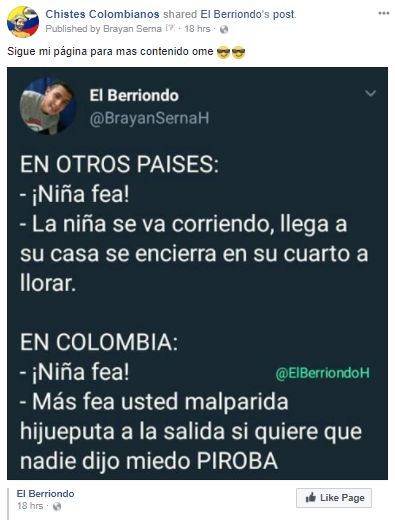 Chistes Colombianos shared El Berriondo's post.
Published by Brayan Serna · 18 hrs ·
Sigue mi página para mas contenido ome 😎😎
El Berriondo
@BrayanSernaH
EN OTROS PAISES:
- ¡Niña fea!
- La niña se va corriendo, llega a
su casa se encierra en su cuarto a
llorar.
EN COLOMBIA:
- ¡Niña fea!
@ElBerriondoH
- Más fea usted malparida
hijueputa a la salida si quiere que
nadie dijo miedo PIROBA
El Berriondo
18 hrs ·
Like Page